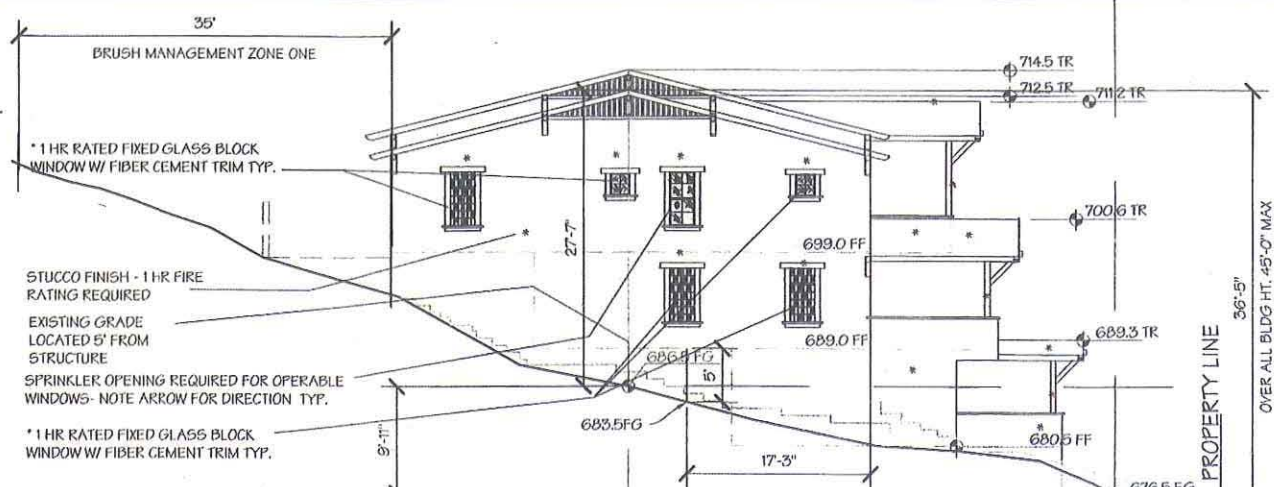 35'
BRUSH MANAGEMENT ZONE ONE
714.5 TR
712.5 TR
711.2 TR
* 1 HR RATED FIXED GLASS BLOCK
WINDOW W/ FIBER CEMENT TRIM TYP.
27'-7"
700.6 TR
699.0 FF
STUCCO FINISH - 1 HR FIRE
RATING REQUIRED
EXISTING GRADE
LOCATED 5' FROM
STRUCTURE
689.0 FF
689.3 TR
FG
SPRINKLER OPENING REQUIRED FOR OPERABLE
WINDOWS- NOTE ARROW FOR DIRECTION TYP.
5'
683.5FG
* 1 HR RATED FIXED GLASS BLOCK
WINDOW W/ FIBER CEMENT TRIM TYP.
9'-11"
17'-3"
680.5 FF
676.5 FG
PROPERTY LINE
36'-5"
OVER ALL BLDG HT. 45'-0" MAX